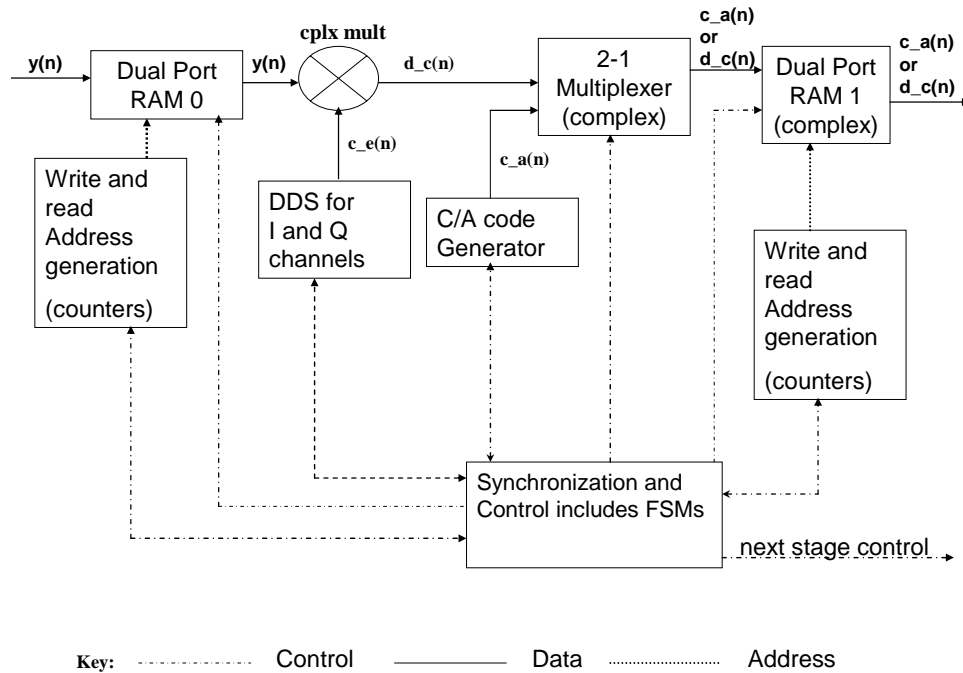 y(n)
Dual Port
RAM 0
y(n)
cplx mult
d_c(n)
2-1
Multiplexer
(complex)
c_a(n)
or
d_c(n)
Dual Port
RAM 1
(complex)
c_a(n)
or
d_c(n)
c_e(n)
c_a(n)
Write and
read
Address
generation
(counters)
DDS for
I and Q
channels
C/A code
Generator
Write and
read
Address
generation
(counters)
Synchronization and
Control includes FSMs
next stage control
Key:
Control
Data
Address